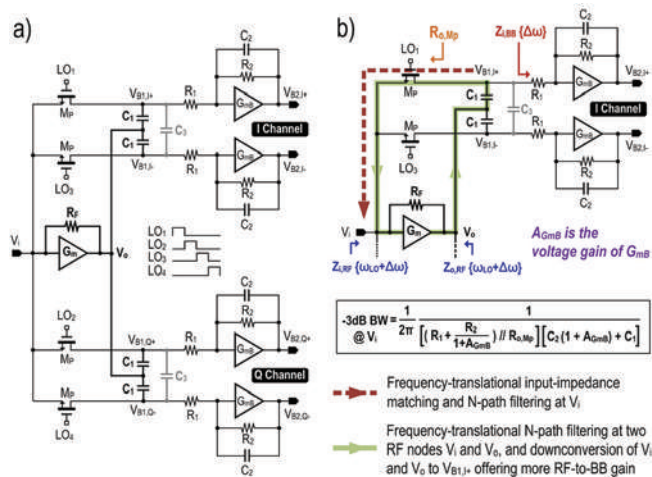 a)
C2
R2
LO1
MP
VB1,I+
R1
GmB
VB2,I+
C1
C3
I Channel
C1
MP
VB1,I-
R1
GmB
VB2,I-
LO3
R2
C2
RF
Vi
Gm
Vo
LO1
LO2
LO3
LO4
C2
R2
LO2
MP
VB1,Q+
R1
GmB
VB2,Q+
C1
C3
Q Channel
C1
MP
VB1,Q-
R1
GmB
VB2,Q-
LO4
R2
C2
b)
Ro,Mp
Zi,BB {Δω}
C2
R2
LO1
MP
VB1,I+
R1
GmB
VB2,I+
C1
C3
I Channel
C1
MP
VB1,I-
R1
GmB
VB2,I-
LO3
R2
C2
RF
Vi
Gm
Vo
Zi,RF {ωLO+Δω}
Zo,RF {ωLO+Δω}
AGmB is the
voltage gain of GmB
-3dB BW @ Vi = 1/2π 1/[(R1 + R2/1+AGmB) // Ro,Mp][C2 (1 + AGmB) + C1]
Frequency-translational input-impedance
matching and N-path filtering at Vi
Frequency-translational N-path filtering at two
RF nodes Vi and Vo, and downconversion of Vi
and Vo to VB1,I+ offering more RF-to-BB gain